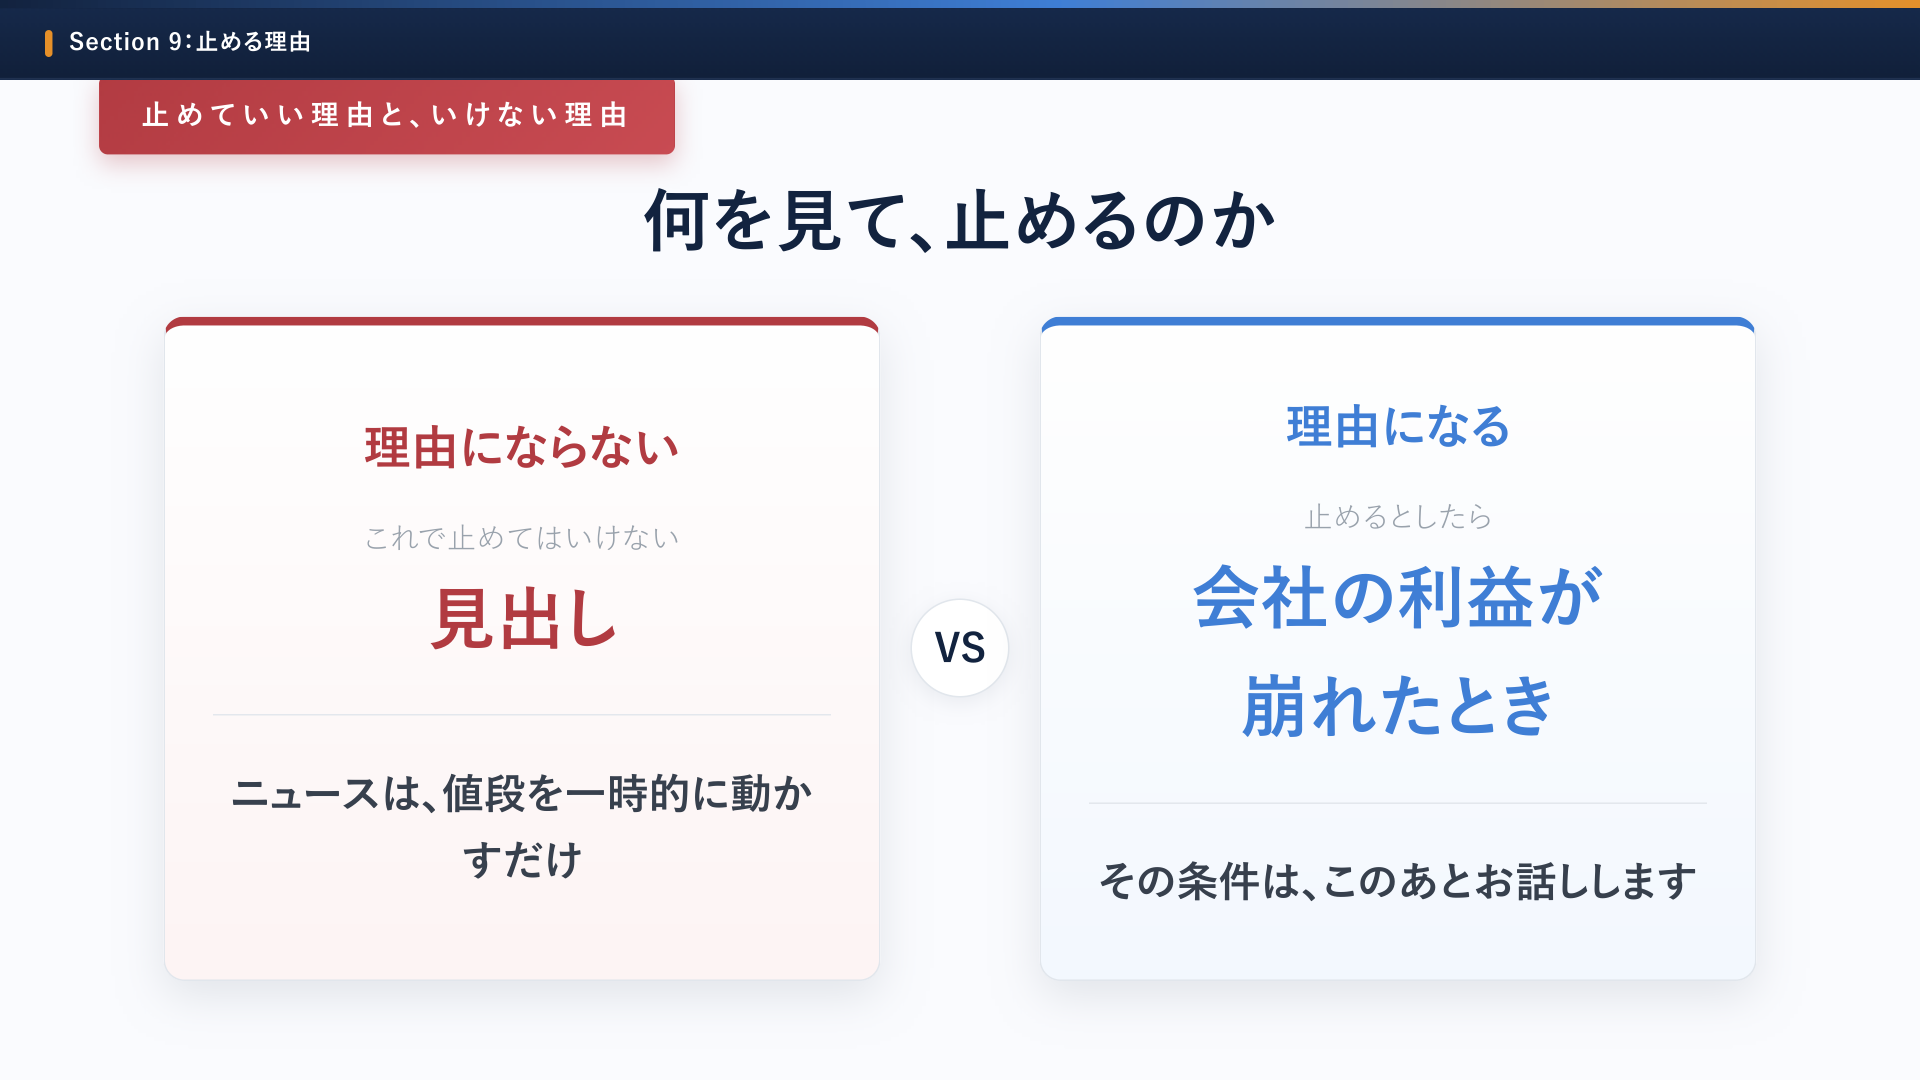 Section 9：止める理由
止めていい理由と、いけない理由
何を見て、止めるのか
理由にならない
これで止めてはいけない
見出し
ニュースは、値段を一時的に動か
すだけ
VS
理由になる
止めるとしたら
会社の利益が
崩れたとき
その条件は、このあとお話しします